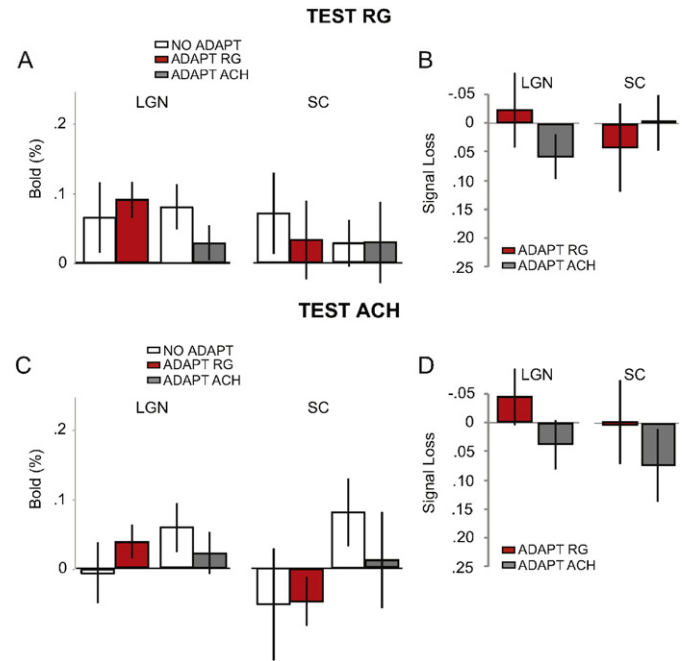 TEST RG
A
NO ADAPT
ADAPT RG
ADAPT ACH
LGN
SC
Bold (%)
.2
0.1
0
B
LGN
SC
Signal Loss
-.05
0
0.05
.10
.15
.20
.25
ADAPT RG
ADAPT ACH
TEST ACH
C
NO ADAPT
ADAPT RG
ADAPT ACH
LGN
SC
Bold (%)
.2
0.1
0
D
LGN
SC
Signal Loss
-.05
0
.05
.10
.15
.20
.25
ADAPT RG
ADAPT ACH